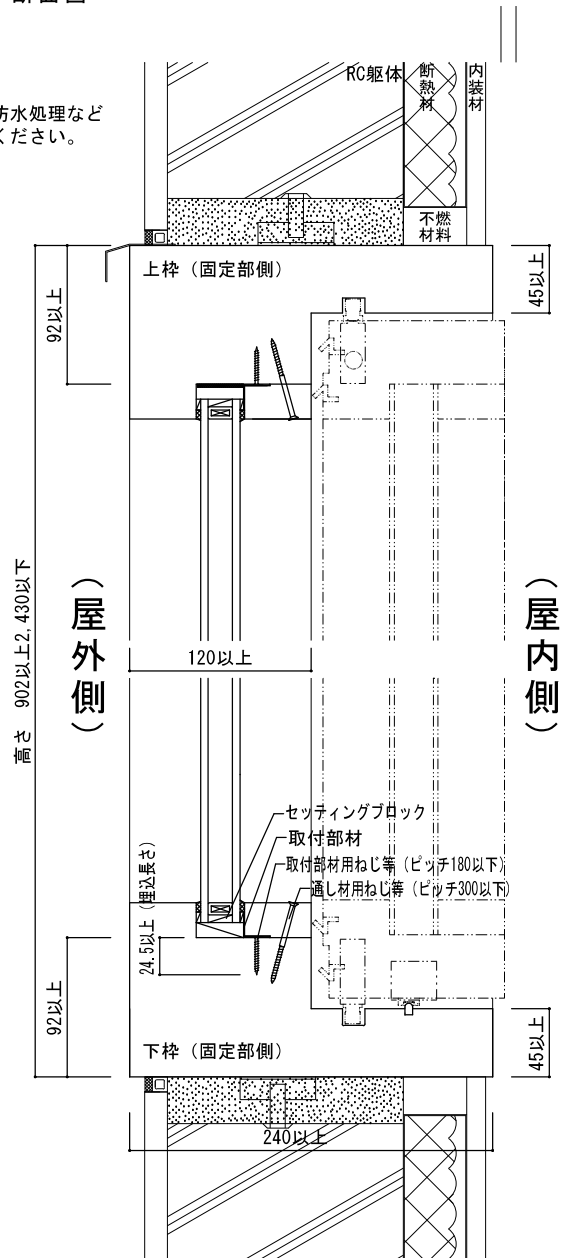 防水処理など
ください。
RC躯体
断熱材
内装材
不燃
材料
上枠（固定部側）
92以上
45以上
高さ 902以上2,430以下
（屋外側）
（屋内側）
120以上
セッティングブロック
取付部材
取付部材用ねじ等（ピッチ180以下）
通し材用ねじ等（ピッチ300以下）
24.5以上（埋込長さ）
92以上
45以上
下枠（固定部側）
240以上